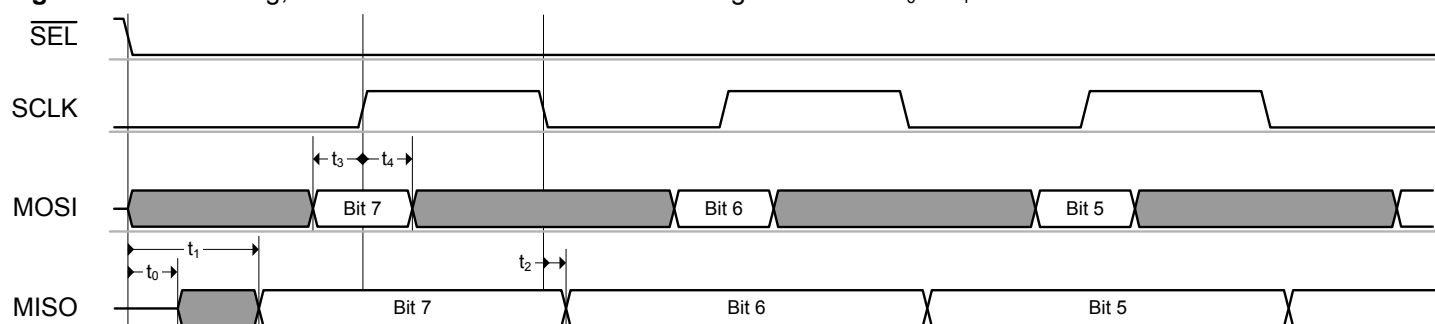 SEL
SCLK
t3 t4
MOSI Bit 7 Bit 6 Bit 5
t1
t0 t2
MISO Bit 7 Bit 6 Bit 5